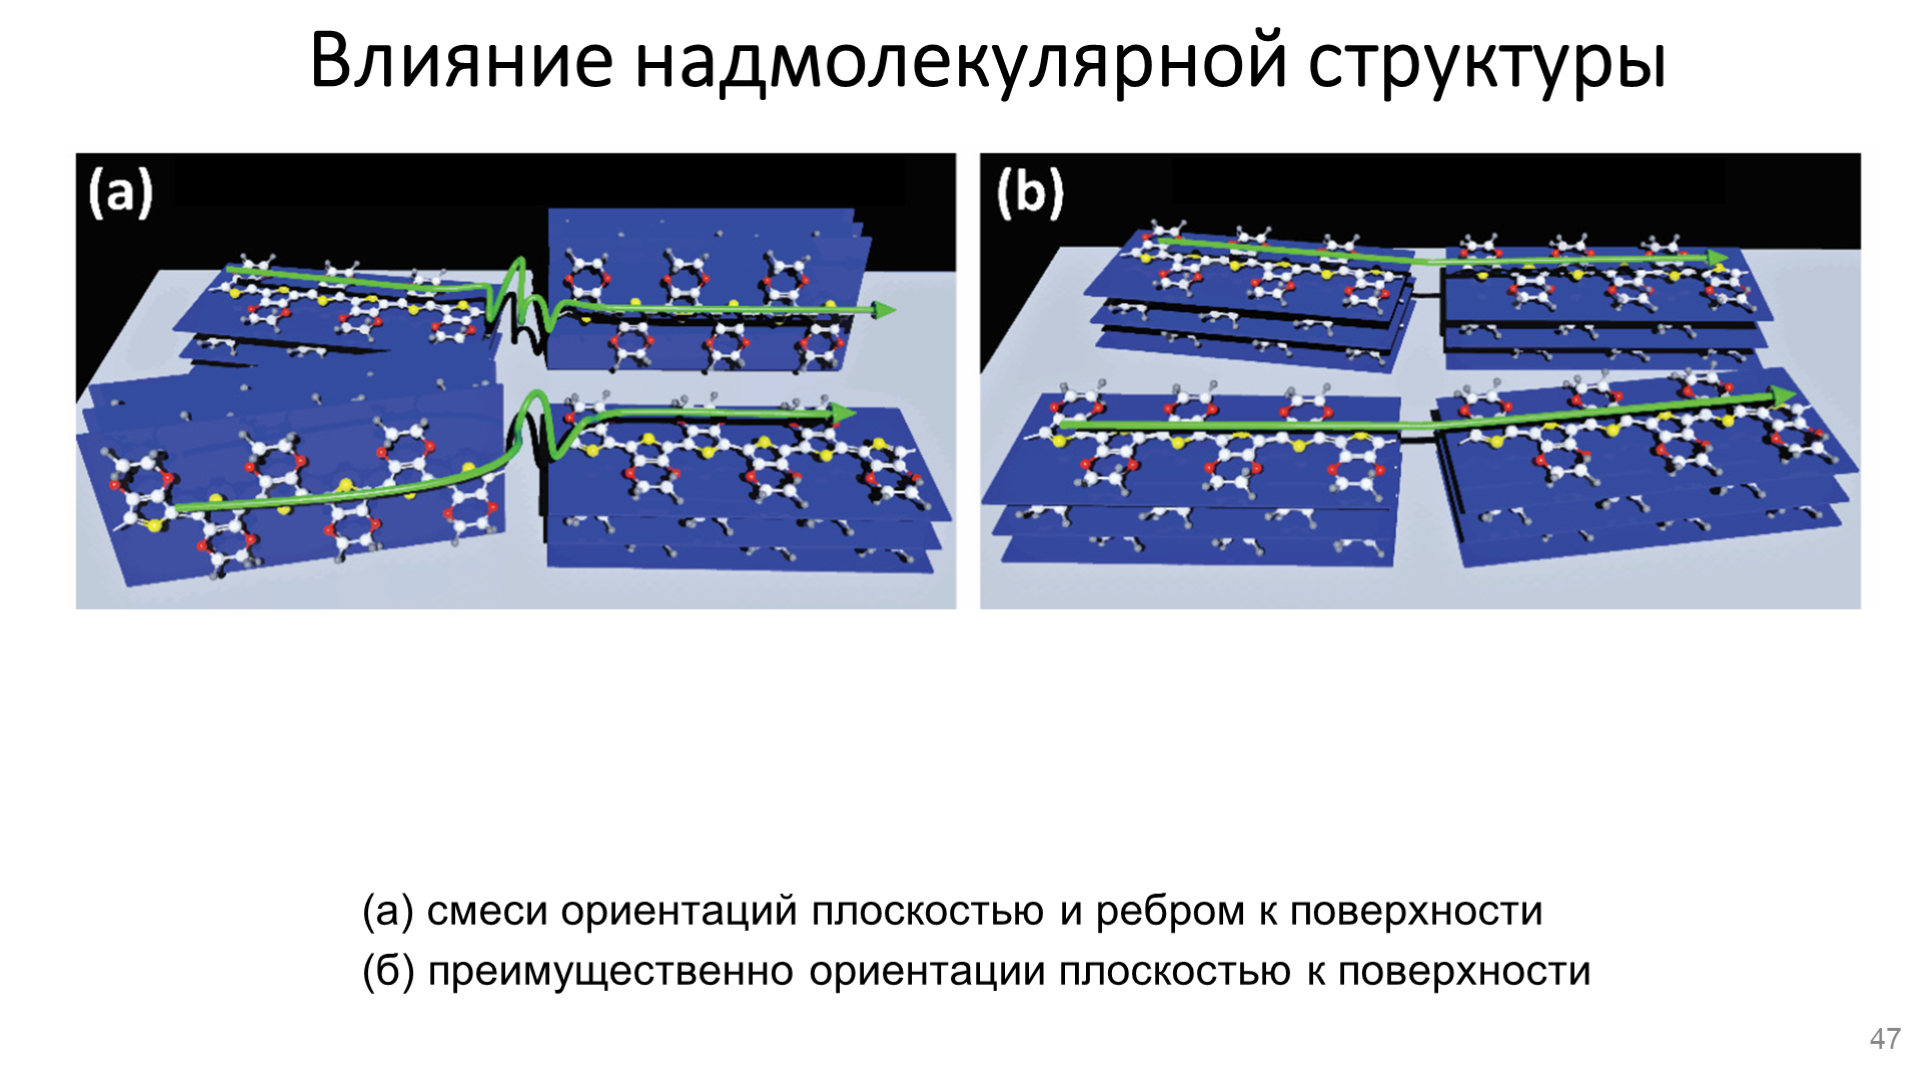 Влияние надмолекулярной структуры
(a)
(b)
(а) смеси ориентаций плоскостью и ребром к поверхности
(б) преимущественно ориентации плоскостью к поверхности
47